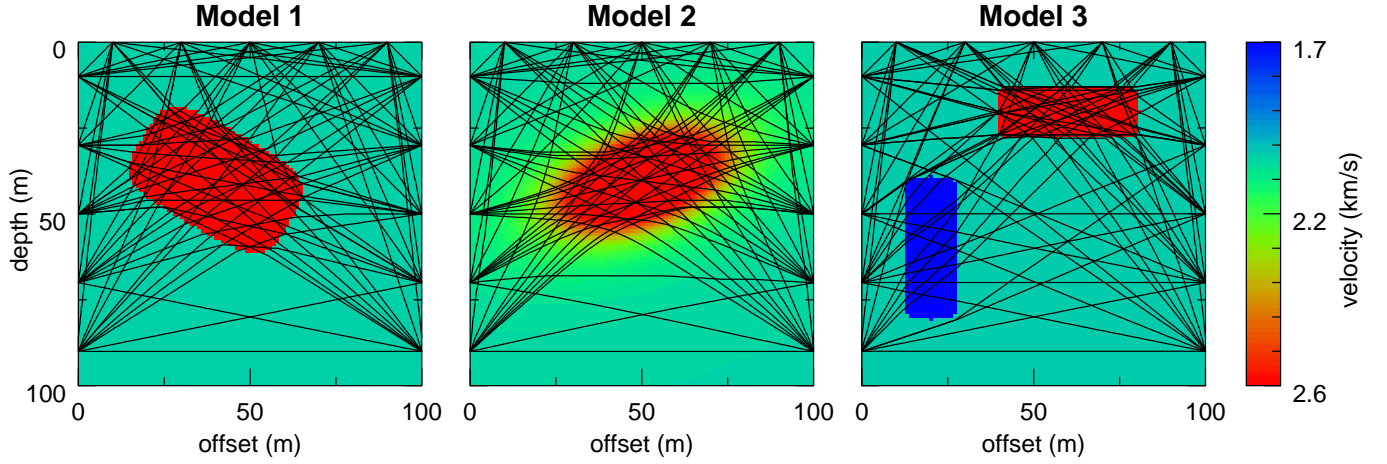 Model 1 Model 2 Model 3
0 1.7
depth (m) 50 2.2 velocity (km/s)
100 2.6
0 50 100 0 50 100 0 50 100
offset (m) offset (m) offset (m)